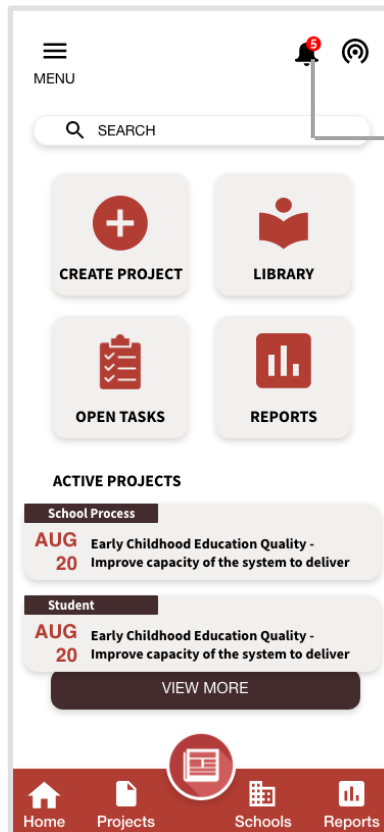 5
MENU
SEARCH
CREATE PROJECT
LIBRARY
OPEN TASKS
REPORTS
ACTIVE PROJECTS
School Process
AUG
20
Early Childhood Education Quality -
Improve capacity of the system to deliver
Student
AUG
20
Early Childhood Education Quality -
Improve capacity of the system to deliver
VIEW MORE
Home
Projects
Schools
Reports